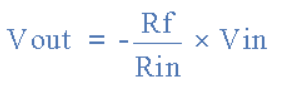 Vout = -Rf/Rin × Vin